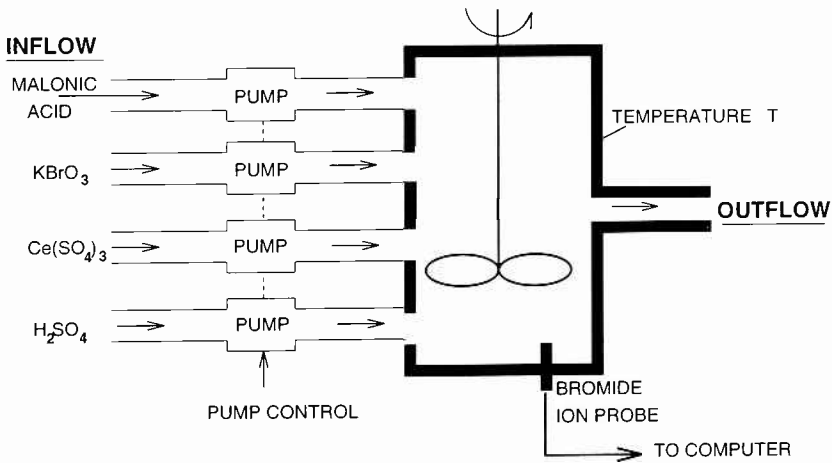 INFLOW
MALONIC
ACID
PUMP
KBrO₃
PUMP
Ce(SO₄)₃
PUMP
H₂SO₄
PUMP
PUMP CONTROL
TEMPERATURE T
OUTFLOW
BROMIDE
ION PROBE
TO COMPUTER